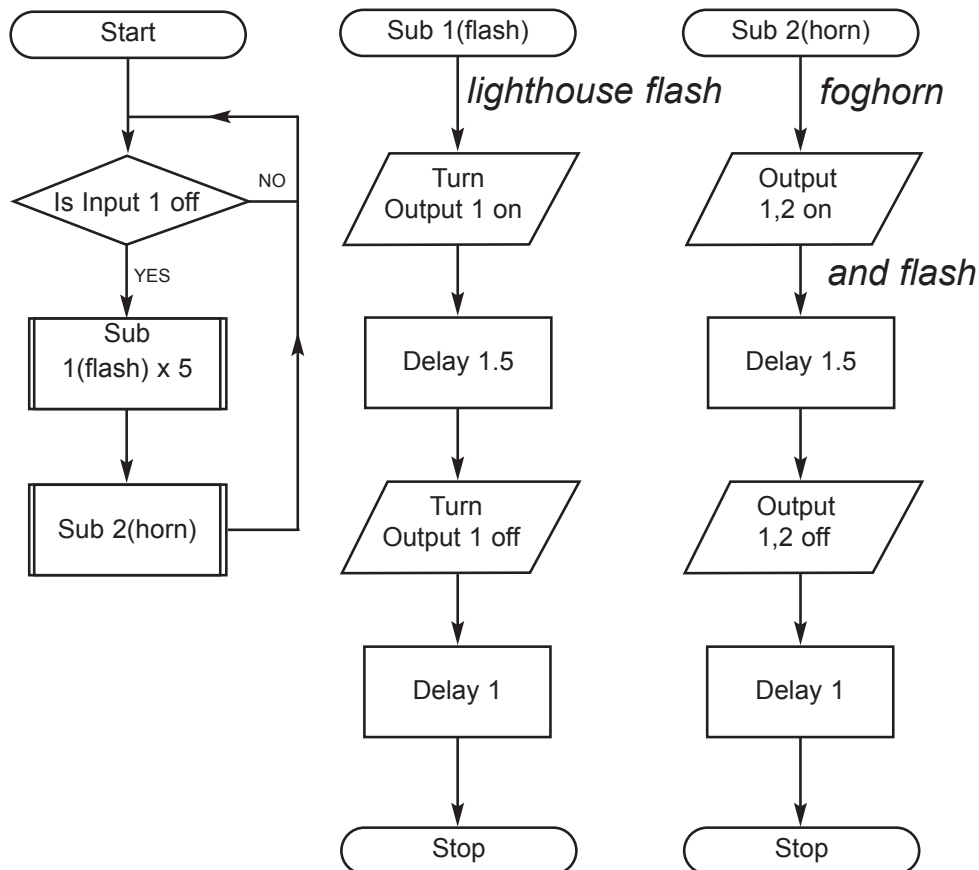 Start
Is Input 1 off
NO
YES
Sub
1(flash) x 5
Sub 2(horn)
Sub 1(flash)
lighthouse flash
Turn
Output 1 on
Delay 1.5
Turn
Output 1 off
Delay 1
Stop
Sub 2(horn)
foghorn
Output
1,2 on
and flash
Delay 1.5
Output
1,2 off
Delay 1
Stop